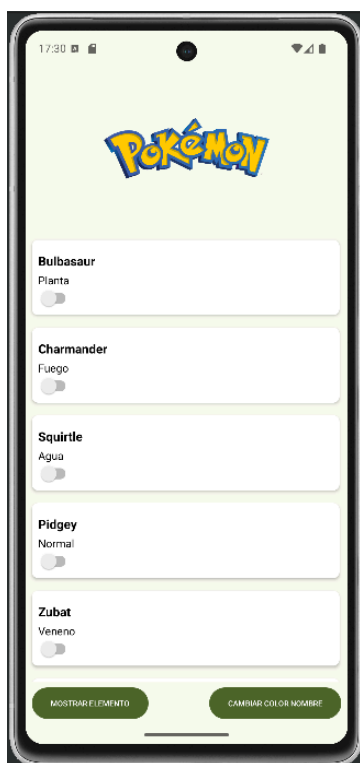 17:30
POKÉMON
Bulbasaur
Planta
Charmander
Fuego
Squirtle
Agua
Pidgey
Normal
Zubat
Veneno
MOSTRAR ELEMENTO
CAMBIAR COLOR NOMBRE